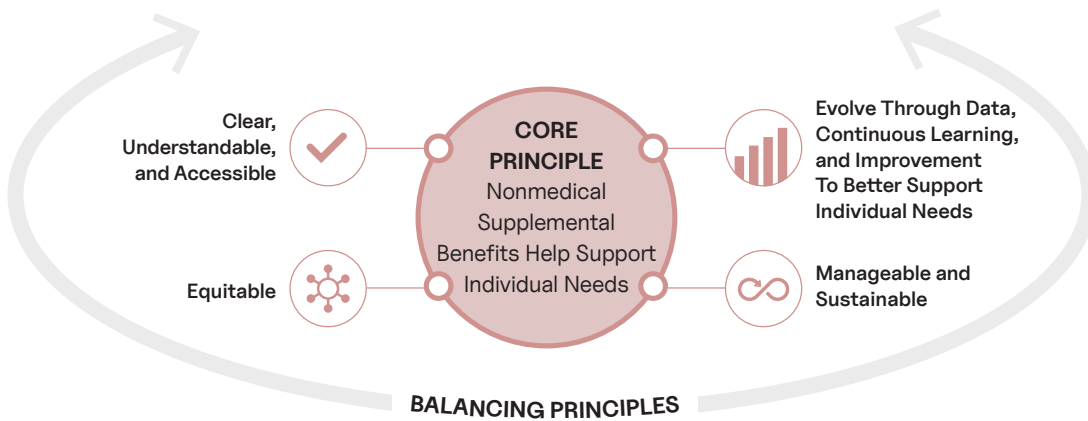 Clear,
Understandable,
and Accessible
Equitable
CORE
PRINCIPLE
Nonmedical
Supplemental
Benefits Help Support
Individual Needs
Evolve Through Data,
Continuous Learning,
and Improvement
To Better Support
Individual Needs
Manageable and
Sustainable
BALANCING PRINCIPLES